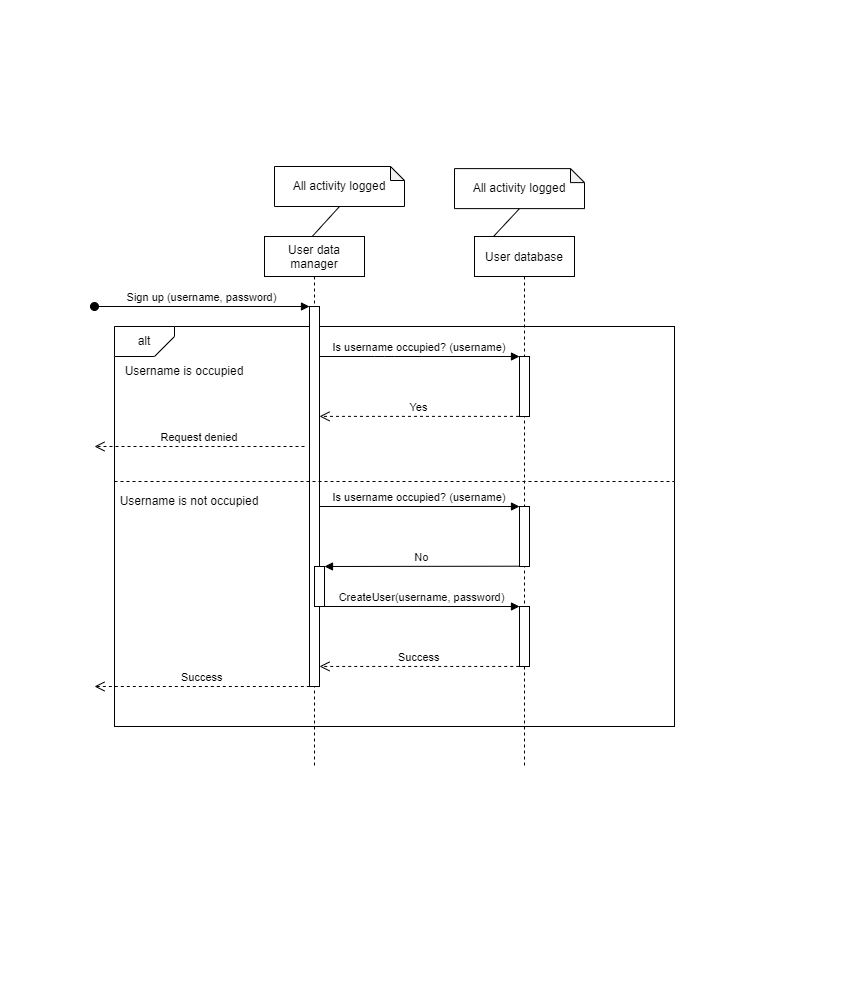 All activity logged
All activity logged
User data
manager
User database
Sign up (username, password)
alt
Is username occupied? (username)
Username is occupied
Yes
Request denied
Is username occupied? (username)
Username is not occupied
No
CreateUser(username, password)
Success
Success